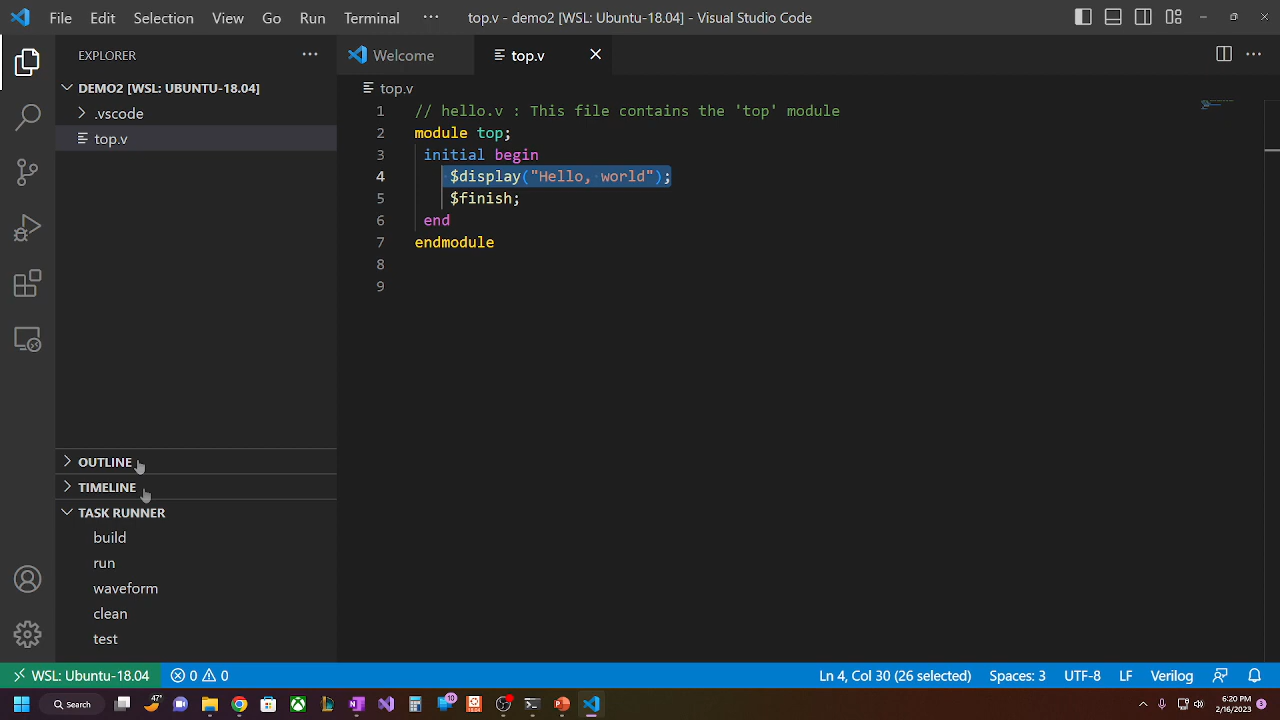 File Edit Selection View Go Run Terminal ··· top.v - demo2 [WSL: Ubuntu-18.04] - Visual Studio Code
EXPLORER ···
DEMO2 [WSL: UBUNTU-18.04]
.vscode
top.v
OUTLINE
TIMELINE
TASK RUNNER
build
run
waveform
clean
test
Welcome top.v
top.v
1 // hello.v : This file contains the 'top' module
2 module top;
3 initial begin
4 $display("Hello, world");
5 $finish;
6 end
7 endmodule
8
9
WSL: Ubuntu-18.04 0 0 Ln 4, Col 30 (26 selected) Spaces: 3 UTF-8 LF Verilog
Search 47° 10 6:20 PM
2/6/2023 3